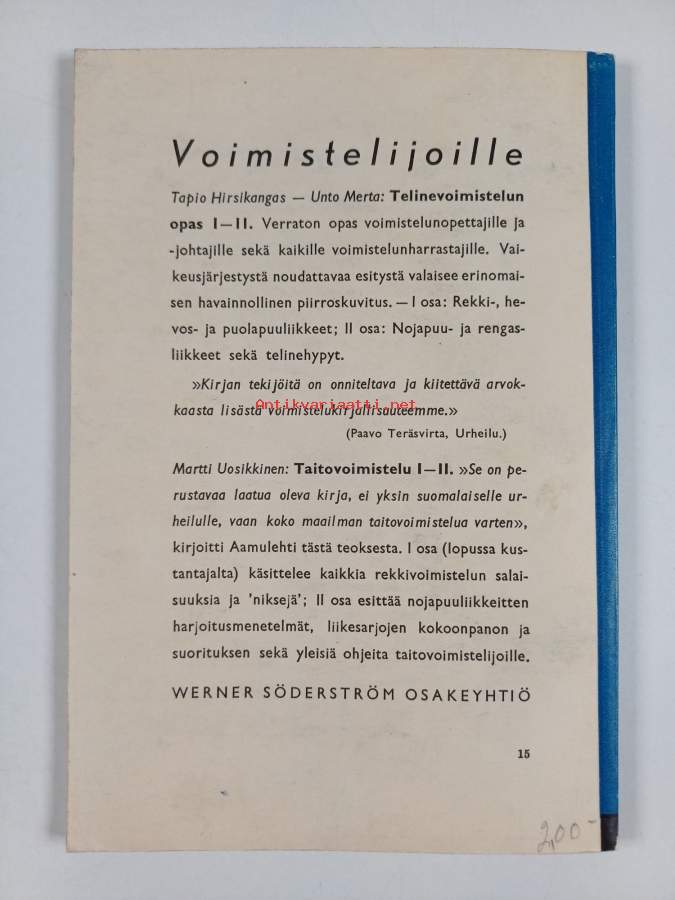 Voimistelijoille
Tapio Hirsikangas — Unto Merta: Telinevoimistelun
opas I—II. Verraton opas voimistelunopettajille ja
-johtajille sekä kaikille voimistelunharrastajille. Vai-
keusjärjestystä noudattavaa esitystä valaisee erinomai-
sen havainnollinen piirroskuvitus. — I osa: Rekki-, he-
vos- ja puolapuuliikkeet; II osa: Nojapuu- ja rengas-
liikkeet sekä telinehypyt.
»Kirjan tekijöitä on onniteltava ja kiitettävä arvok-
kaasta lisästä voimistelukirjallisuuteemme.»
Antikvariaatti.net
(Paavo Teräsvirta, Urheilu.)
Martti Uosikkinen: Taitovoimistelu I—II. »Se on pe-
rustavaa laatua oleva kirja, ei yksin suomalaiselle ur-
heilulle, vaan koko maailman taitovoimistelua varten»,
kirjoitti Aamulehti tästä teoksesta. I osa (lopussa kus-
tantajalta) käsittelee kaikkia rekkivoimistelun salai-
suuksia ja 'niksejä'; II osa esittää nojapuuliikkeitten
harjoitusmenetelmät, liikesarjojen kokoonpanon ja
suorituksen sekä yleisiä ohjeita taitovoimistelijoille.
WERNER SÖDERSTRÖM OSAKEYHTIÖ
15
2,00-